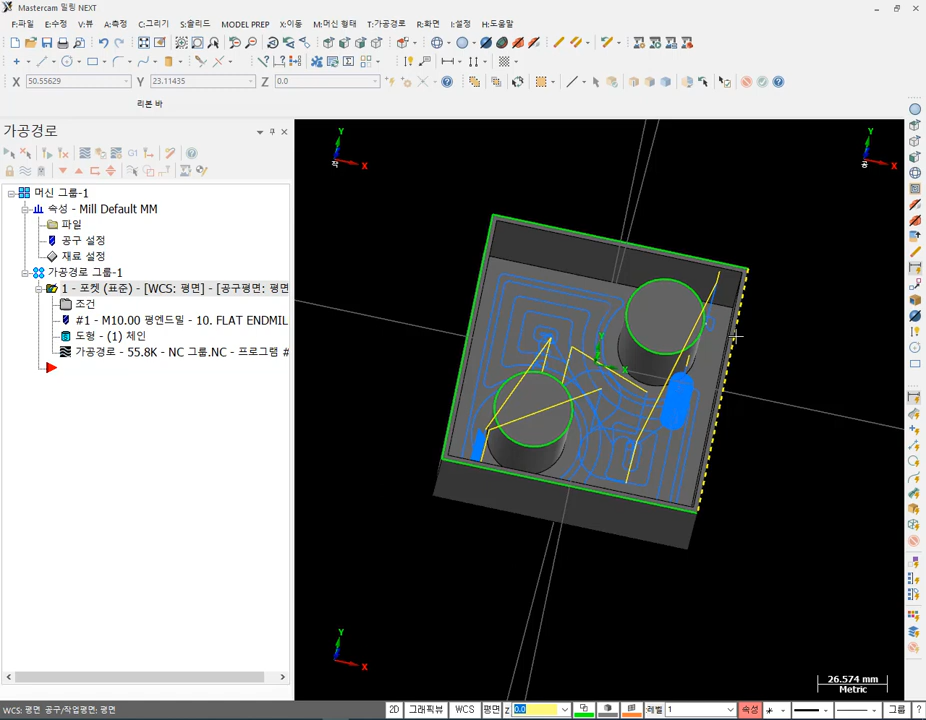 Mastercam 밀링 NEXT
F:파일 E:수정 V:뷰 A:측정 C:그리기 S:솔리드 MODEL PREP X:이동 M:머신 형태 T:가공경로 R:화면 I:설정 H:도움말
X 50.55629 Y 23.11435 Z 0.0
리본 바
가공경로
G1
머신 그룹-1
속성 - Mill Default MM
파일
공구 설정
재료 설정
가공경로 그룹-1
1 - 포켓 (표준) - [WCS: 평면] - [공구평면: 평면
조건
#1 - M10.00 평엔드밀 - 10. FLAT ENDMIL
도형 - (1) 체인
가공경로 - 55.8K - NC 그룹.NC - 프로그램 #
Y
X
Y
X
Y
X
Y
X
26.574 mm
Metric
WCS: 평면 공구/작업평면: 평면
2D 그래픽뷰 WCS 평면 Z 0.0 레벨 1 속성 그룹 ?